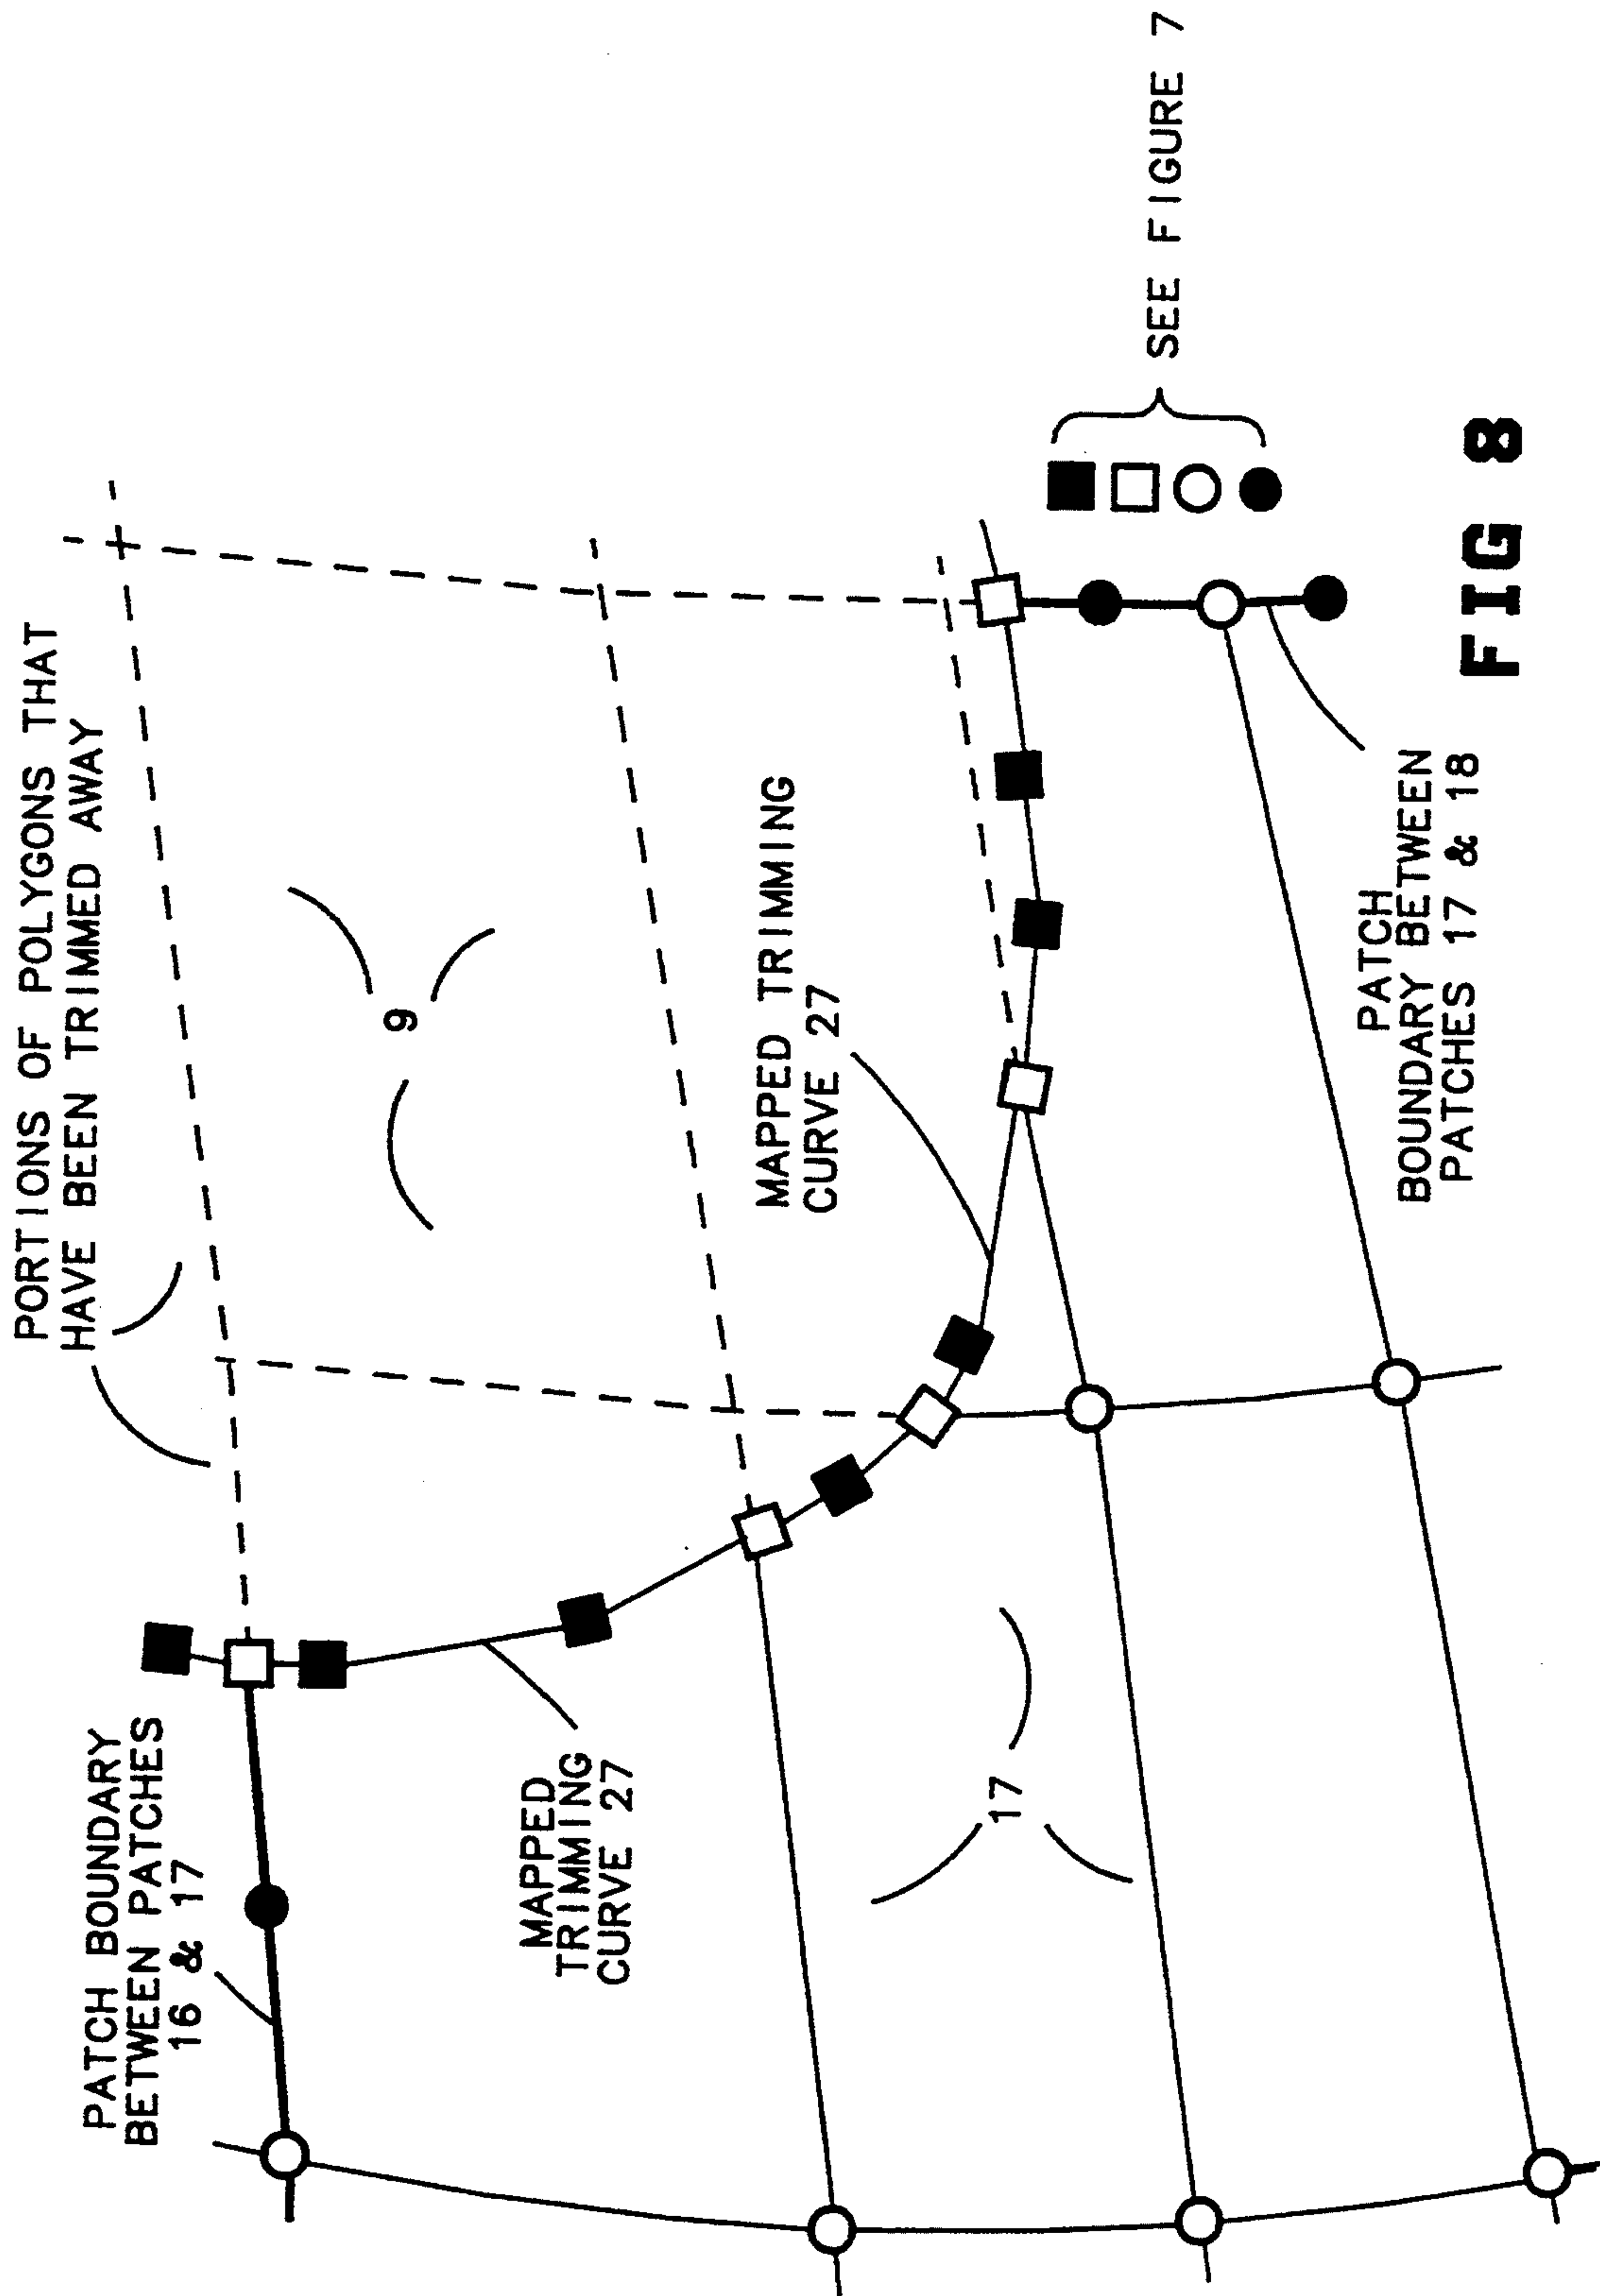 PORTIONS OF POLYGONS THAT
HAVE BEEN TRIMMED AWAY
PATCH BOUNDARY
BETWEEN PATCHES
16 & 17
9
MAPPED
TRIMMING
CURVE 27
MAPPED TRIMMING
CURVE 27
17
SEE FIGURE 7
PATCH
BOUNDARY BETWEEN
PATCHES 17 & 18
FIG 8